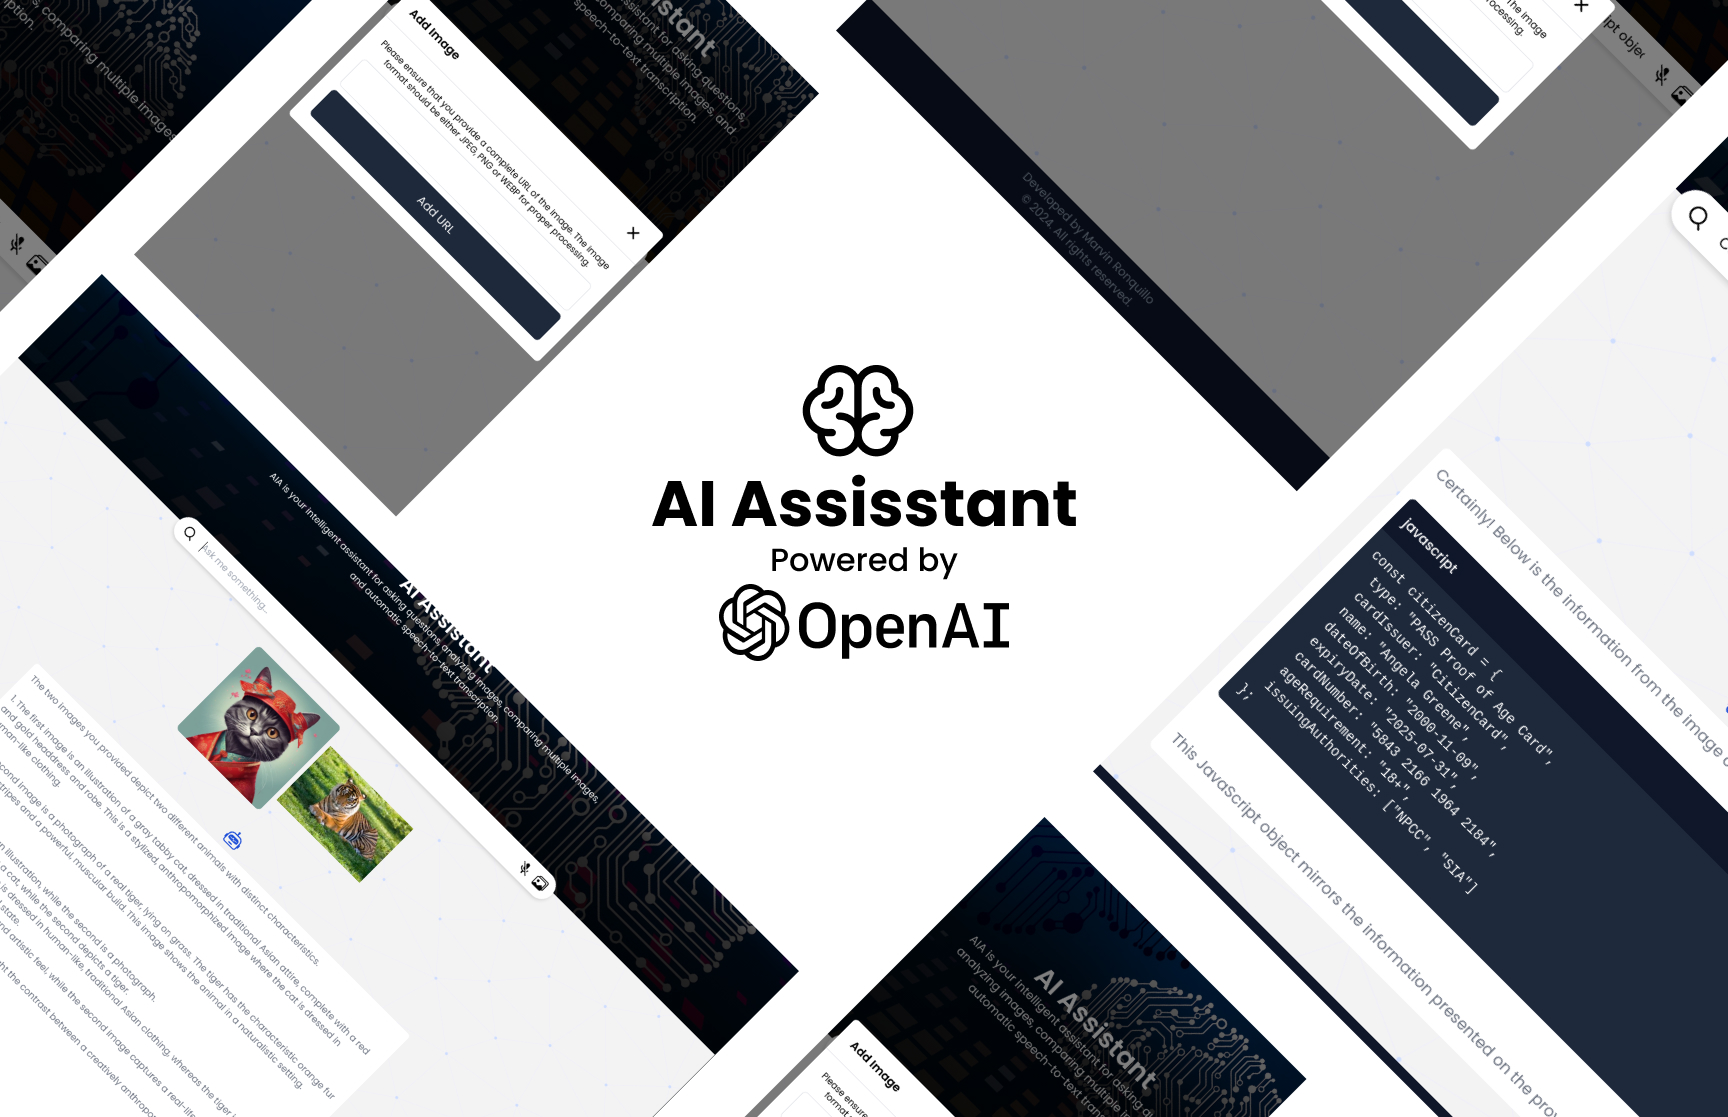 s, comparing multiple images
ption.
Add Image
Please ensure that you provide a complete URL of the image. The image
format should be either JPEG, PNG or WEBP for proper processing.
Add URL
sistant
assistant for asking questions,
comparing multiple images, and
speech-to-text transcription.
The image
processing.
ipt objec
Developed by Marvin Ronquillo
© 2024. All rights reserved.
AI Assisstant
Powered by
OpenAI
AI Assistant
AIA is your intelligent assistant for asking questions, analyzing images, comparing multiple images,
and automatic speech-to-text transcription.
Ask me something...
The two images you provided depict two different animals with distinct characteristics.
1. The first image is an illustration of a gray tabby cat, dressed in traditional Asian attire, complete with a red
and gold headdress and robe. This is a stylized, anthropomorphized image where the cat is dressed in
man-like clothing.
cond image is a photograph of a real tiger, lying on grass. The tiger has the characteristic orange fur
stripes and a powerful, muscular build. This image shows the animal in a naturalistic setting.
an illustration, while the second is a photograph.
a cat, while the second depicts a tiger.
is dressed in human-like, traditional Asian clothing, whereas the tiger i
state.
and artistic feel, while the second image captures a real-life
ht the contrast between a creatively anthropo
Certainly! Below is the information from the image
javascript
const citizenCard = {
type: "PASS Proof of Age Card",
cardIssuer: "CitizenCard",
name: "Angela Greene",
dateOfBirth: "2000-11-09",
expiryDate: "2025-07-31",
cardNumber: "5843 2166 1964 2184",
ageRequirement: "18+",
issuingAuthorities: ["NPCC", "SIA"]
};
This JavaScript object mirrors the information presented on the pro
AI Assistant
AIA is your intelligent assistant for asking q
analyzing images, comparing multiple
automatic speech-to-text tran
Add Image
Please ensure
format